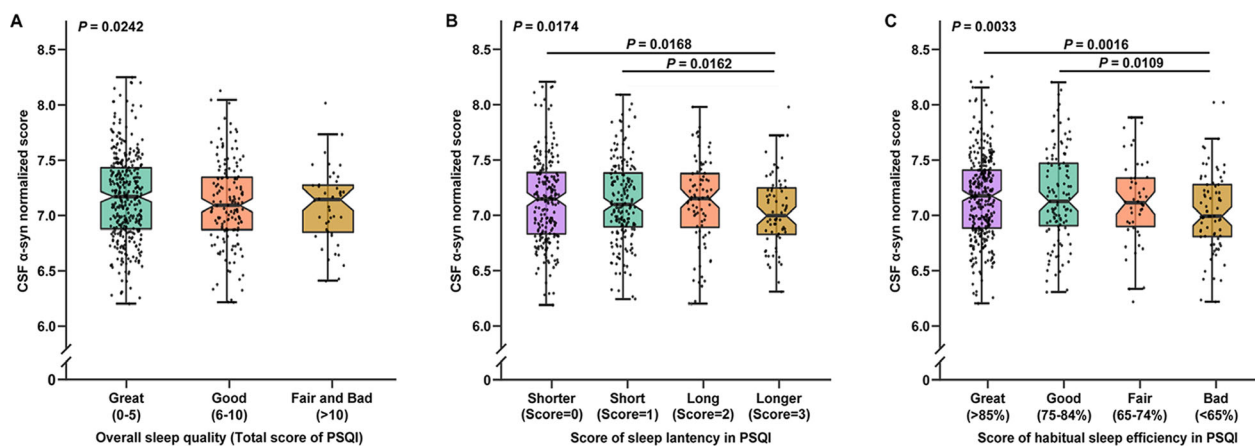 A
P = 0.0242
CSF α-syn normalized score
8.5
8.0
7.5
7.0
6.5
6.0
0
Great
(0-5)
Good
(6-10)
Fair and Bad
(>10)
Overall sleep quality (Total score of PSQI)
B
P = 0.0174
P = 0.0168
P = 0.0162
CSF α-syn normalized score
8.5
8.0
7.5
7.0
6.5
6.0
0
Shorter
(Score=0)
Short
(Score=1)
Long
(Score=2)
Longer
(Score=3)
Score of sleep lantency in PSQI
C
P = 0.0033
P = 0.0016
P = 0.0109
CSF α-syn normalized score
8.5
8.0
7.5
7.0
6.5
6.0
0
Great
(>85%)
Good
(75-84%)
Fair
(65-74%)
Bad
(<65%)
Score of habitual sleep efficiency in PSQI